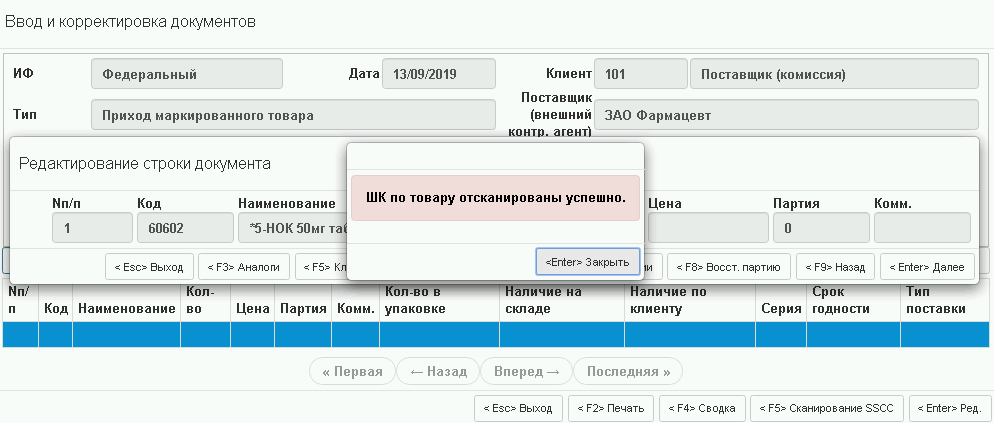 Ввод и корректировка документов
ИФ Федеральный Дата 13/09/2019 Клиент 101 Поставщик (комиссия)
Тип Приход маркированного товара Поставщик (внешний контр. агент) ЗАО Фармацевт
Редактирование строки документа
Nп/п Код Наименование Цена Партия Комм.
1 60602 *5-НОК 50мг таб 0
ШК по товару отсканированы успешно.
<Enter> Закрыть
<Esc> Выход <F3> Аналоги <F8> Восст. партию <F9> Назад <Enter> Далее
Nп/п Код Наименование Кол-во Цена Партия Комм. Кол-во в упаковке Наличие на складе Наличие по клиенту Серия Срок годности Тип поставки
« Первая ← Назад Вперед → Последняя »
<Esc> Выход <F2> Печать <F4> Сводка <F5> Сканирование SSCC <Enter> Ред.